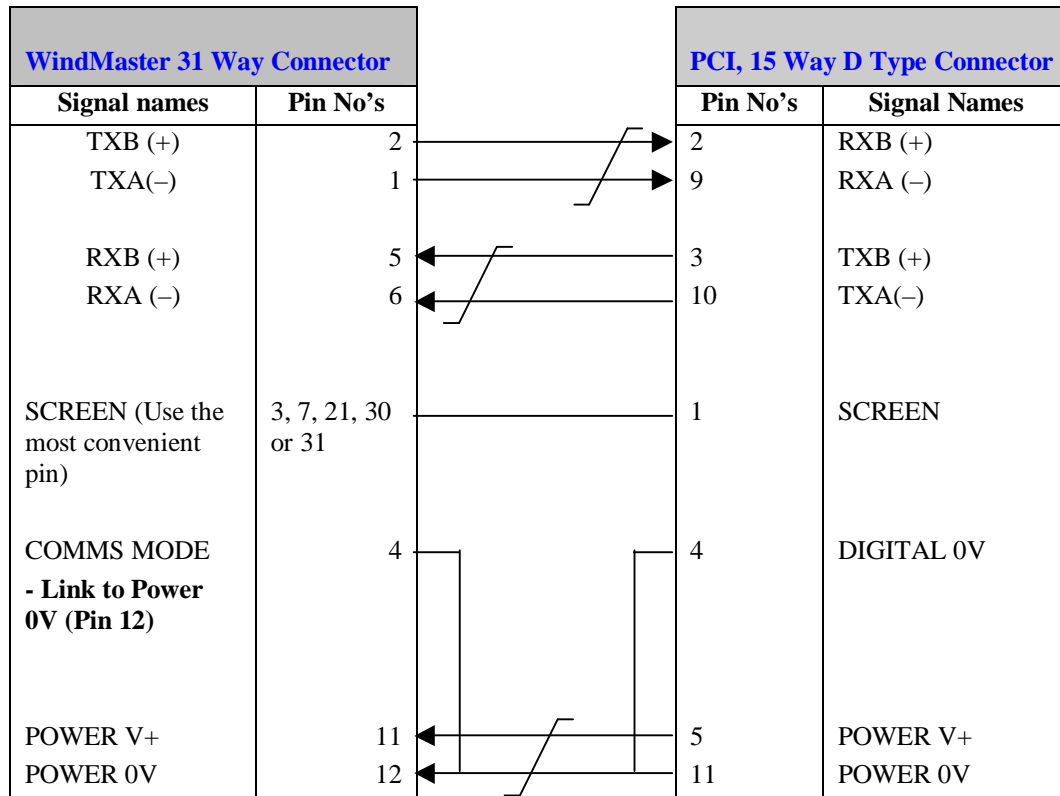 WindMaster 31 Way Connector PCI, 15 Way D Type Connector
Signal names Pin No’s Pin No’s Signal Names
TXB (+) 2 2 RXB (+)
TXA(–) 1 9 RXA (–)
RXB (+) 5 3 TXB (+)
RXA (–) 6 10 TXA(–)
SCREEN (Use the 3, 7, 21, 30 1 SCREEN
most convenient or 31
pin)
COMMS MODE 4 4 DIGITAL 0V
- Link to Power
0V (Pin 12)
POWER V+ 11 5 POWER V+
POWER 0V 12 11 POWER 0V